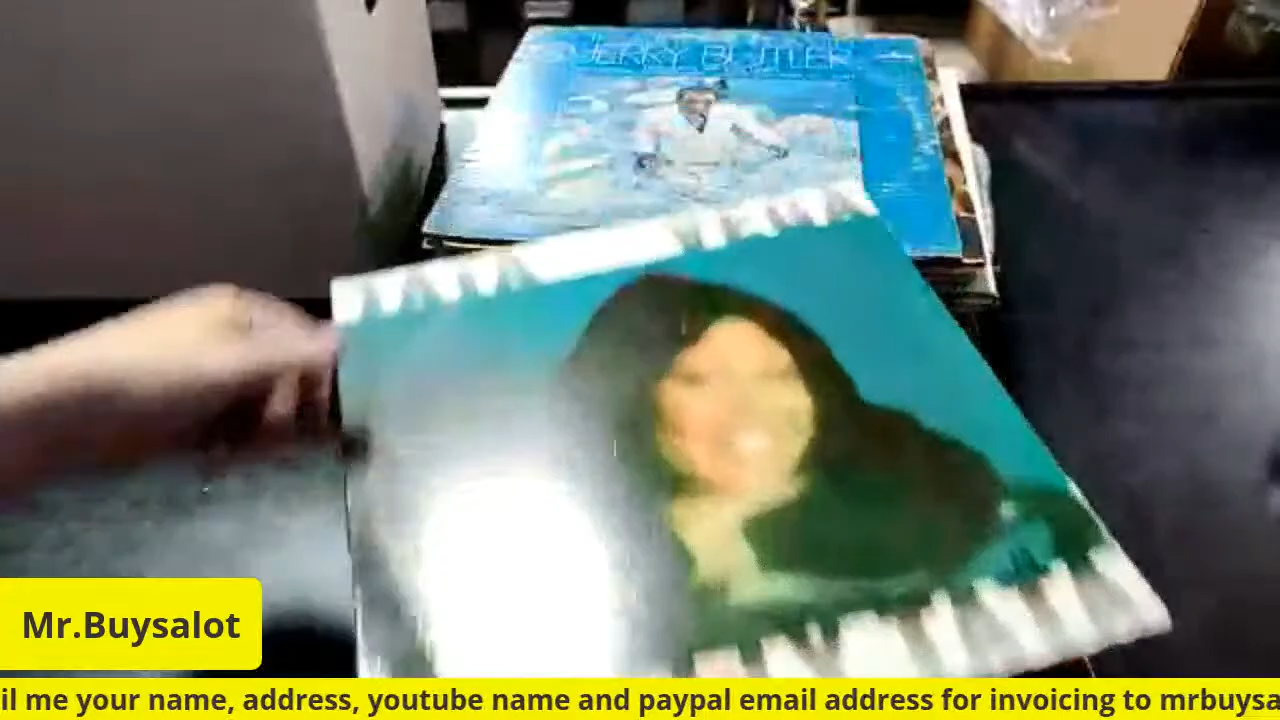 JERRY BUTLER
Mr.Buysalot
il me your name, address, youtube name and paypal email address for invoicing to mrbuysa